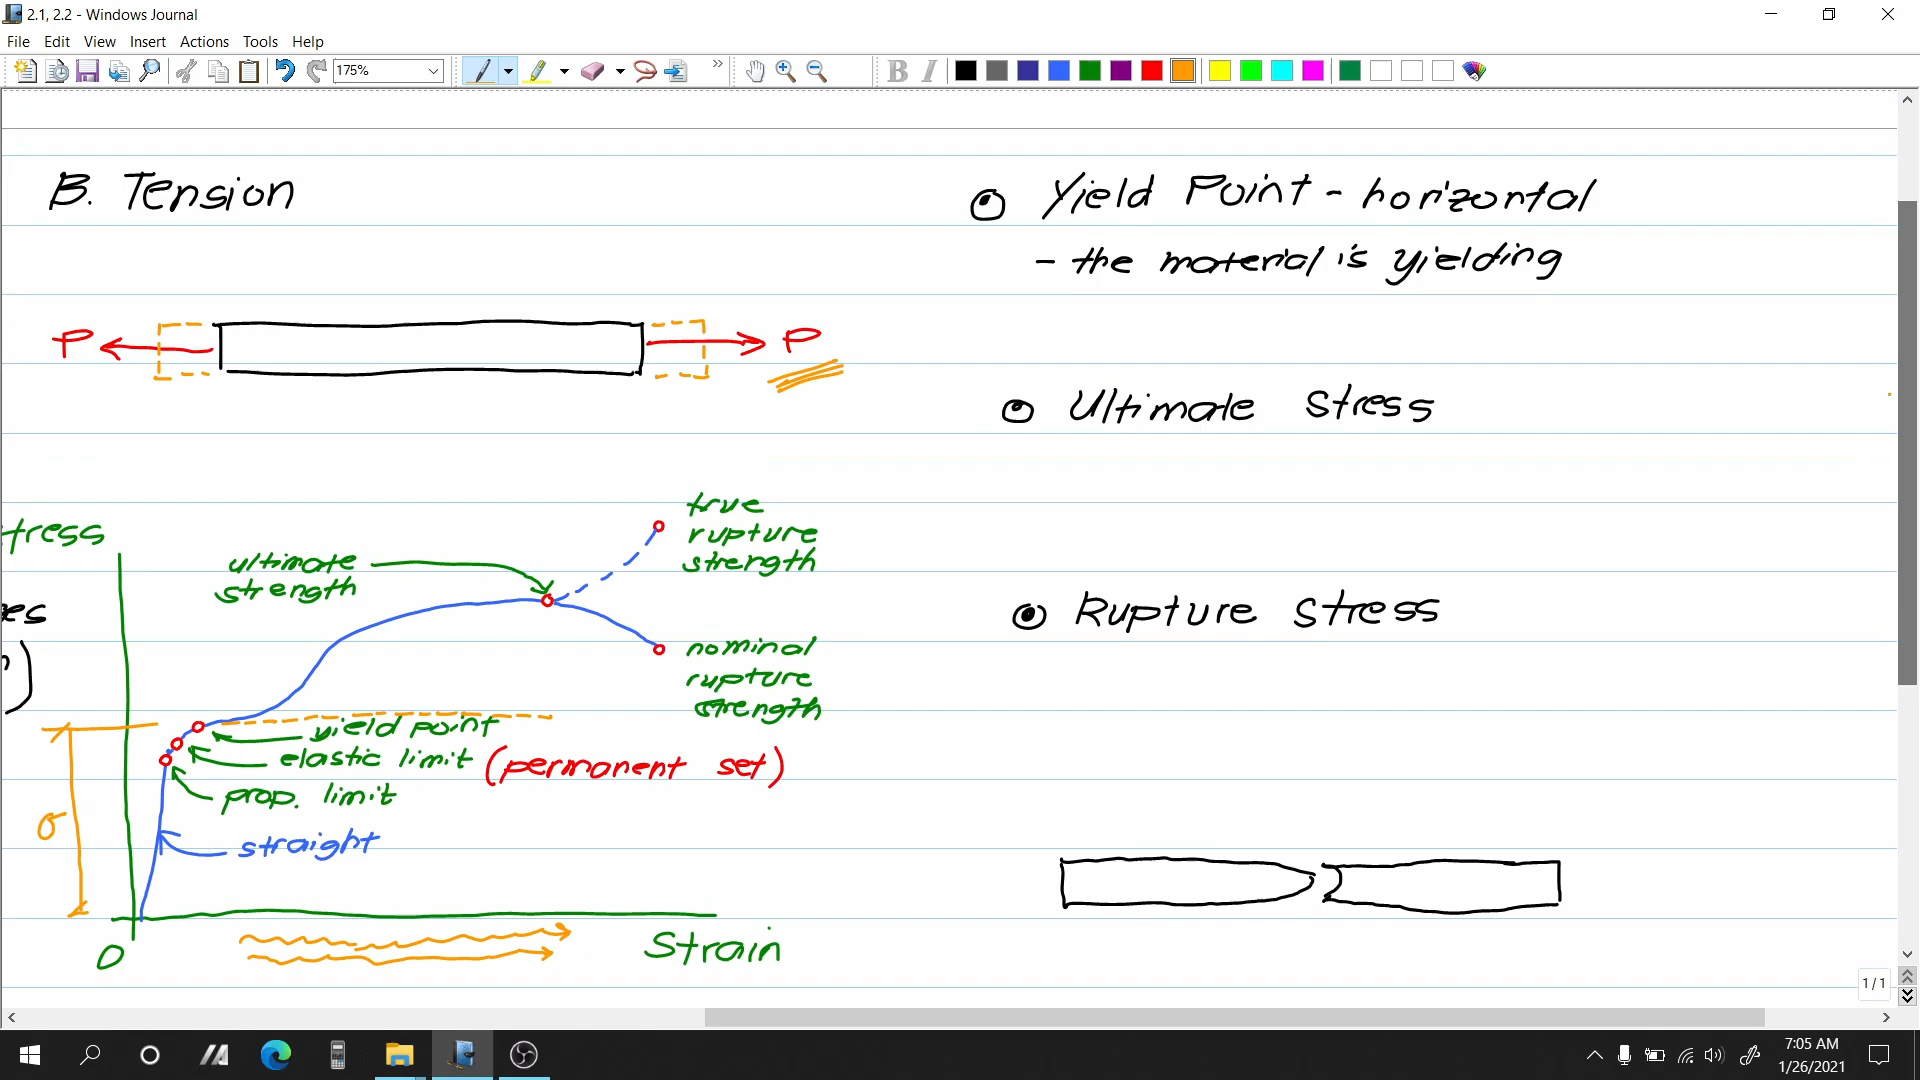 2.1, 2.2 - Windows Journal
File Edit View Insert Actions Tools Help
175%
B I
B. Tension
P
P
stress
ultimate
strength
true
rupture
strength
nominal
rupture
strength
yield point
elastic limit
(permanent set)
prop. limit
straight
σ
O
Strain
Yield Point - horizontal
- the material is yielding
Ultimate Stress
Rupture Stress
1 / 1
7:05 AM
1/26/2021